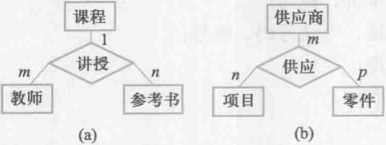 课程 供应商
1 m
讲授 供应
m n n p
教师 参考书 项目 零件
(a) (b)